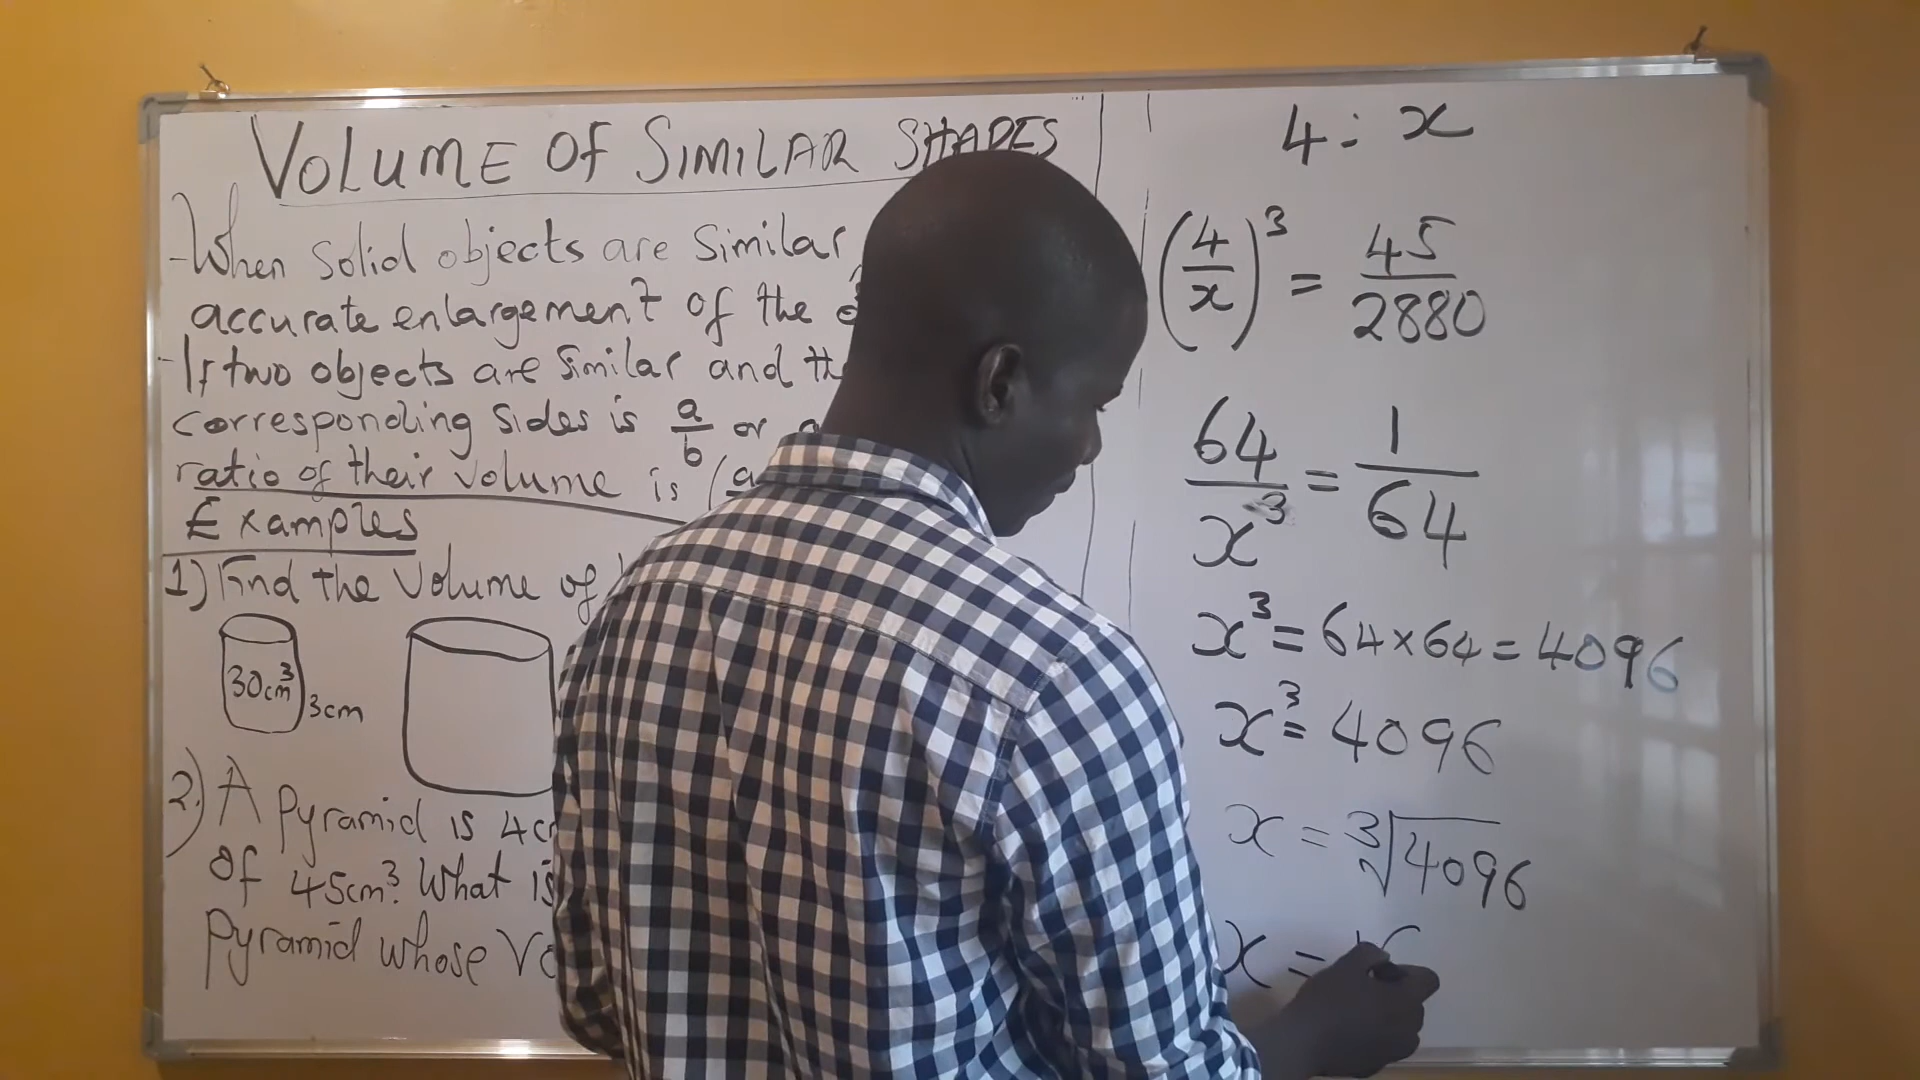 VOLUME OF SIMILAR SHAPES
- When solid objects are similar,
accurate enlargement of the
- If two objects are similar and
corresponding sides is a/b or
ratio of their volume is (a
Examples
1) Find the volume of
30cm³
3cm
2.) A pyramid is 4cm
of 45cm³. What is
pyramid whose
4 : x
(4/x)³ = 45/2880
64/x³ = 1/64
x³ = 64×64 = 4096
x³ = 4096
x = ³√4096
x =